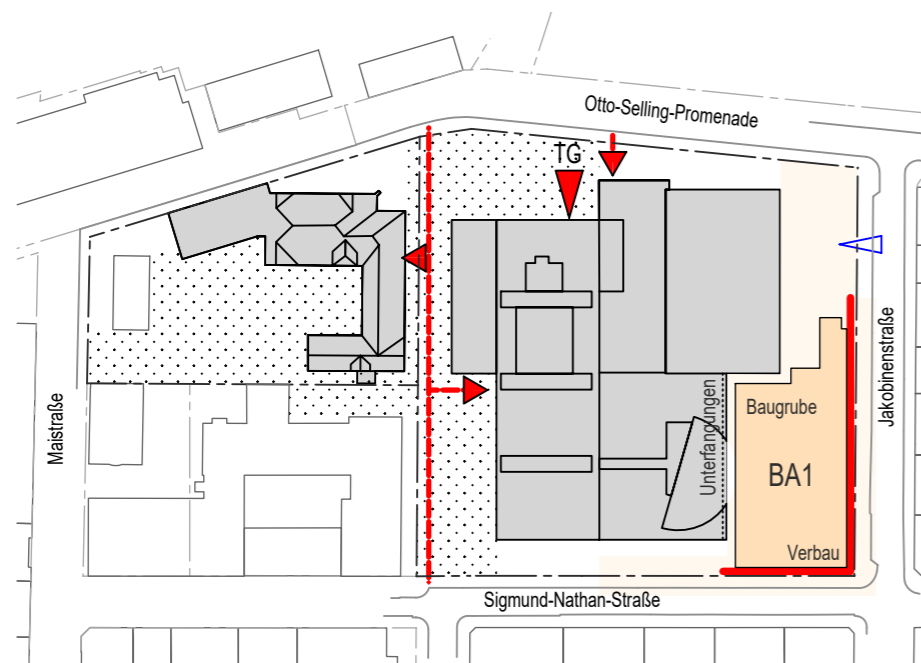 Otto-Selling-Promenade
TG
Jakobinenstraße
Maistraße
Unterfangungen
Baugrube
BA1
Verbau
Sigmund-Nathan-Straße